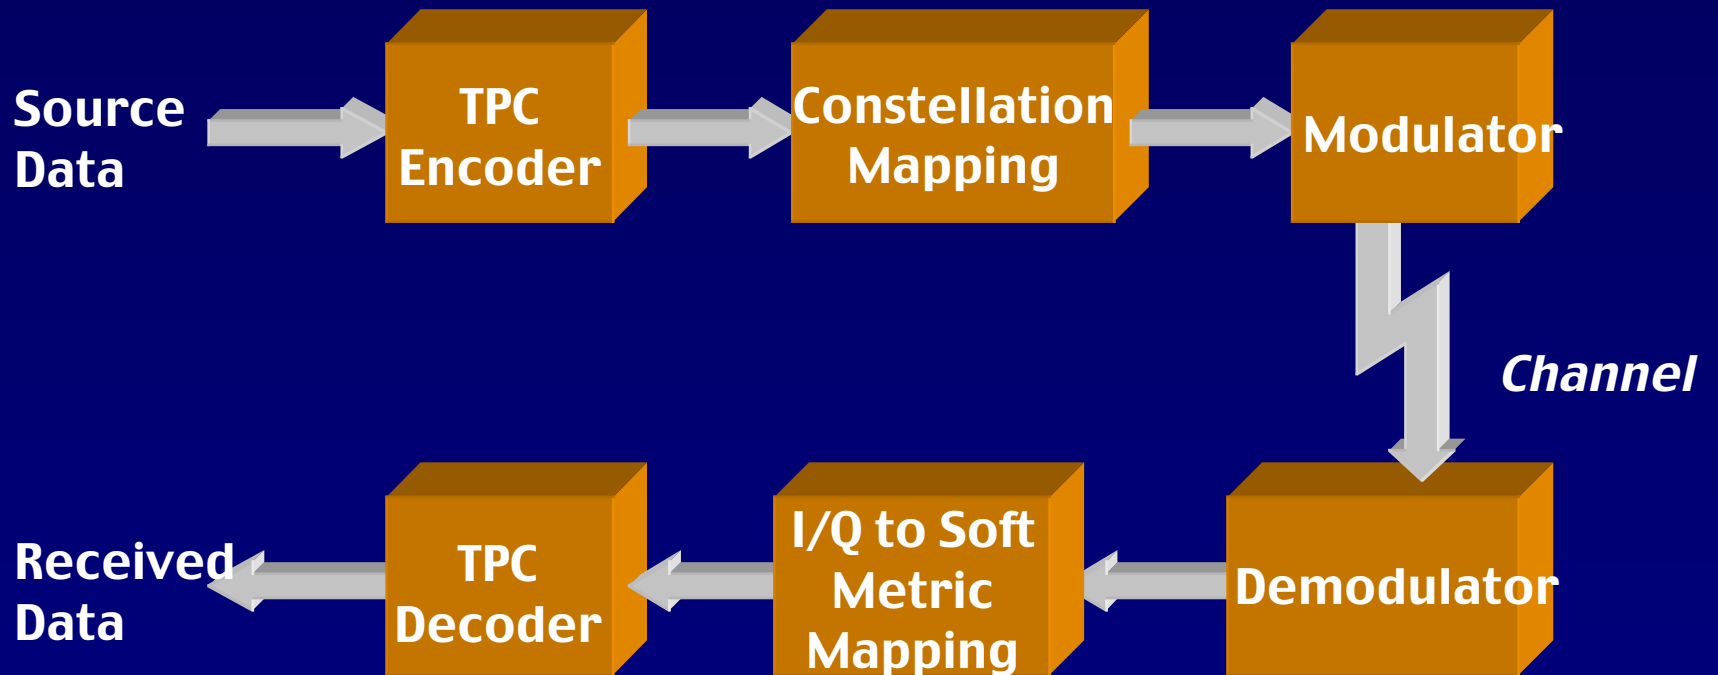 Source
Data
TPC
Encoder
Constellation
Mapping
Modulator
Channel
Received
Data
TPC
Decoder
I/Q to Soft
Metric
Mapping
Demodulator